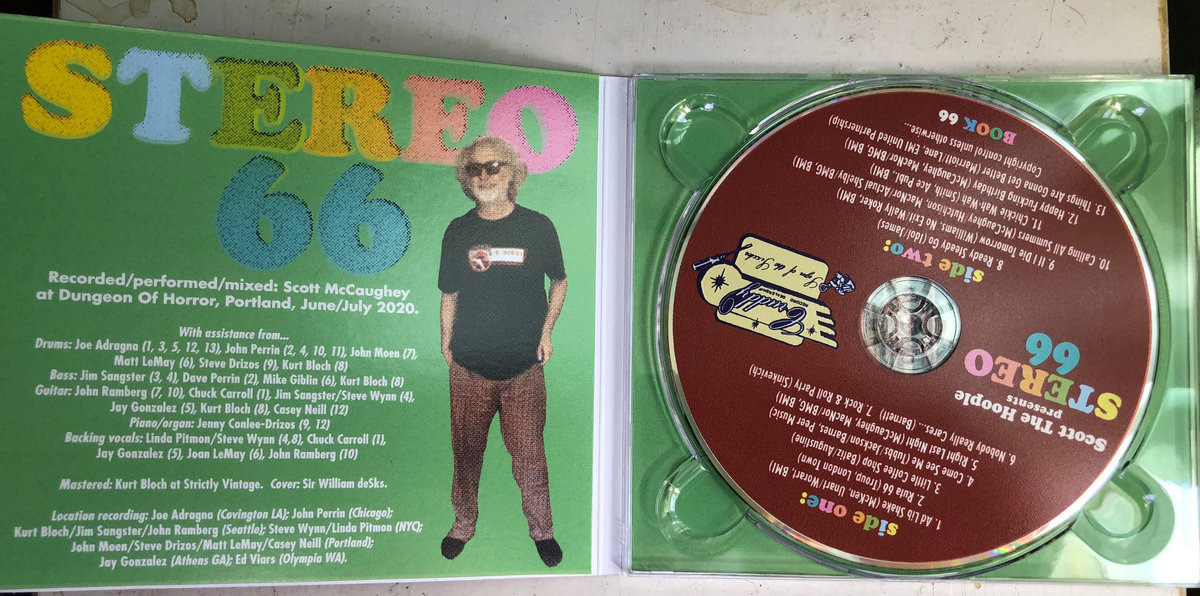 STEREO
66
Recorded/performed/mixed: Scott McCaughey
at Dungeon Of Horror, Portland, June/July 2020.
With assistance from...
Drums: Joe Adragna (1, 3, 5, 12, 13), John Perrin (2, 4, 10, 11), John Moen (7),
Matt LeMay (6), Steve Drizos (9), Kurt Bloch (8)
Bass: Jim Sangster (3, 4), Dave Perrin (2), Mike Giblin (6), Kurt Bloch (8)
Guitar: John Ramberg (7, 10), Chuck Carroll (1), Jim Sangster/Steve Wynn (4),
Jay Gonzalez (5), Kurt Bloch (8), Casey Neill (12)
Piano/organ: Jenny Conlee-Drizos (9, 12)
Backing vocals: Linda Pitmon/Steve Wynn (4,8), Chuck Carroll (1),
Jay Gonzalez (5), Joan LeMay (6), John Ramberg (10)
Mastered: Kurt Bloch at Strictly Vintage. Cover: Sir William deSks.
Location recording: Joe Adragna (Covington LA); John Perrin (Chicago);
Kurt Bloch/Jim Sangster/John Ramberg (Seattle); Steve Wynn/Linda Pitmon (NYC);
John Moen/Steve Drizos/Matt LeMay/Casey Neill (Portland);
Jay Gonzalez (Athens GA); Ed Viars (Olympia WA).
side one:
1. Ad Lib Shake (McKen, Unart/Worar, BMI)
2. Rula 66 (Troup, London Town)
3. Little Coffee Shop (Batiz/Augustine)
4. Come See Me (Tubbs/Jackson/Barnes, Peer Music)
5. Right Last Night (McCaughey, MacNor/BMG, BMI)
6. Nobody Really Cares... (Barnett) 7. Rock & Roll Party (Sinkevich)
Scott The Hoople
presents
STEREO
66
Cruddy
RECORD DEALERSHIP
side two:
8. Ready Steady Go (Idol/James)
9 If I Die Tomorrow (Williams, No Exit/Wally Roker, BMI)
10. Calling All Summers (McCaughey/Hutchison, MacNor/Actual Shelby/BMG, BMI)
11. Chickie Wah Wah (Smith, Ace Publ., BMI)
12. Happy Fucking Birthday (McCaughey, MacNor/BMG, BMI)
13. Things Are Gonna Get Better (Marriott/Lane, EMI United Partnership)
Copyright control unless otherwise...
BOOK 66